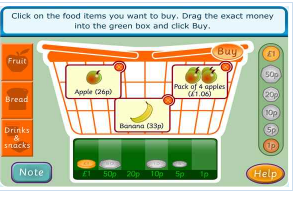 Click on the food items you want to buy. Drag the exact money
into the green box and click Buy.
Buy
£1
Fruit
50p
Apple (26p)
Pack of 4 apples
(£1.06)
20p
Bread
10p
Banana (33p)
5p
Drinks
&
snacks
1p
£1 50p 20p 10p 5p 1p
Note
Help